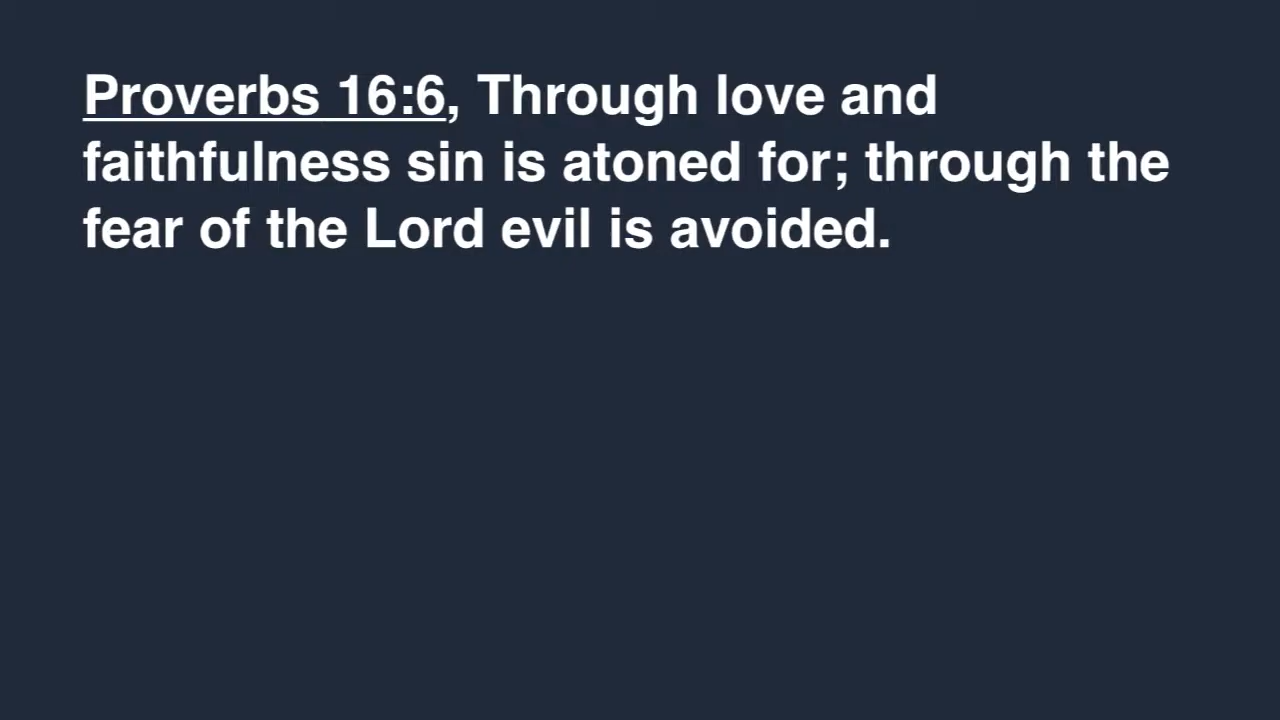 Proverbs 16:6, Through love and
faithfulness sin is atoned for; through the
fear of the Lord evil is avoided.